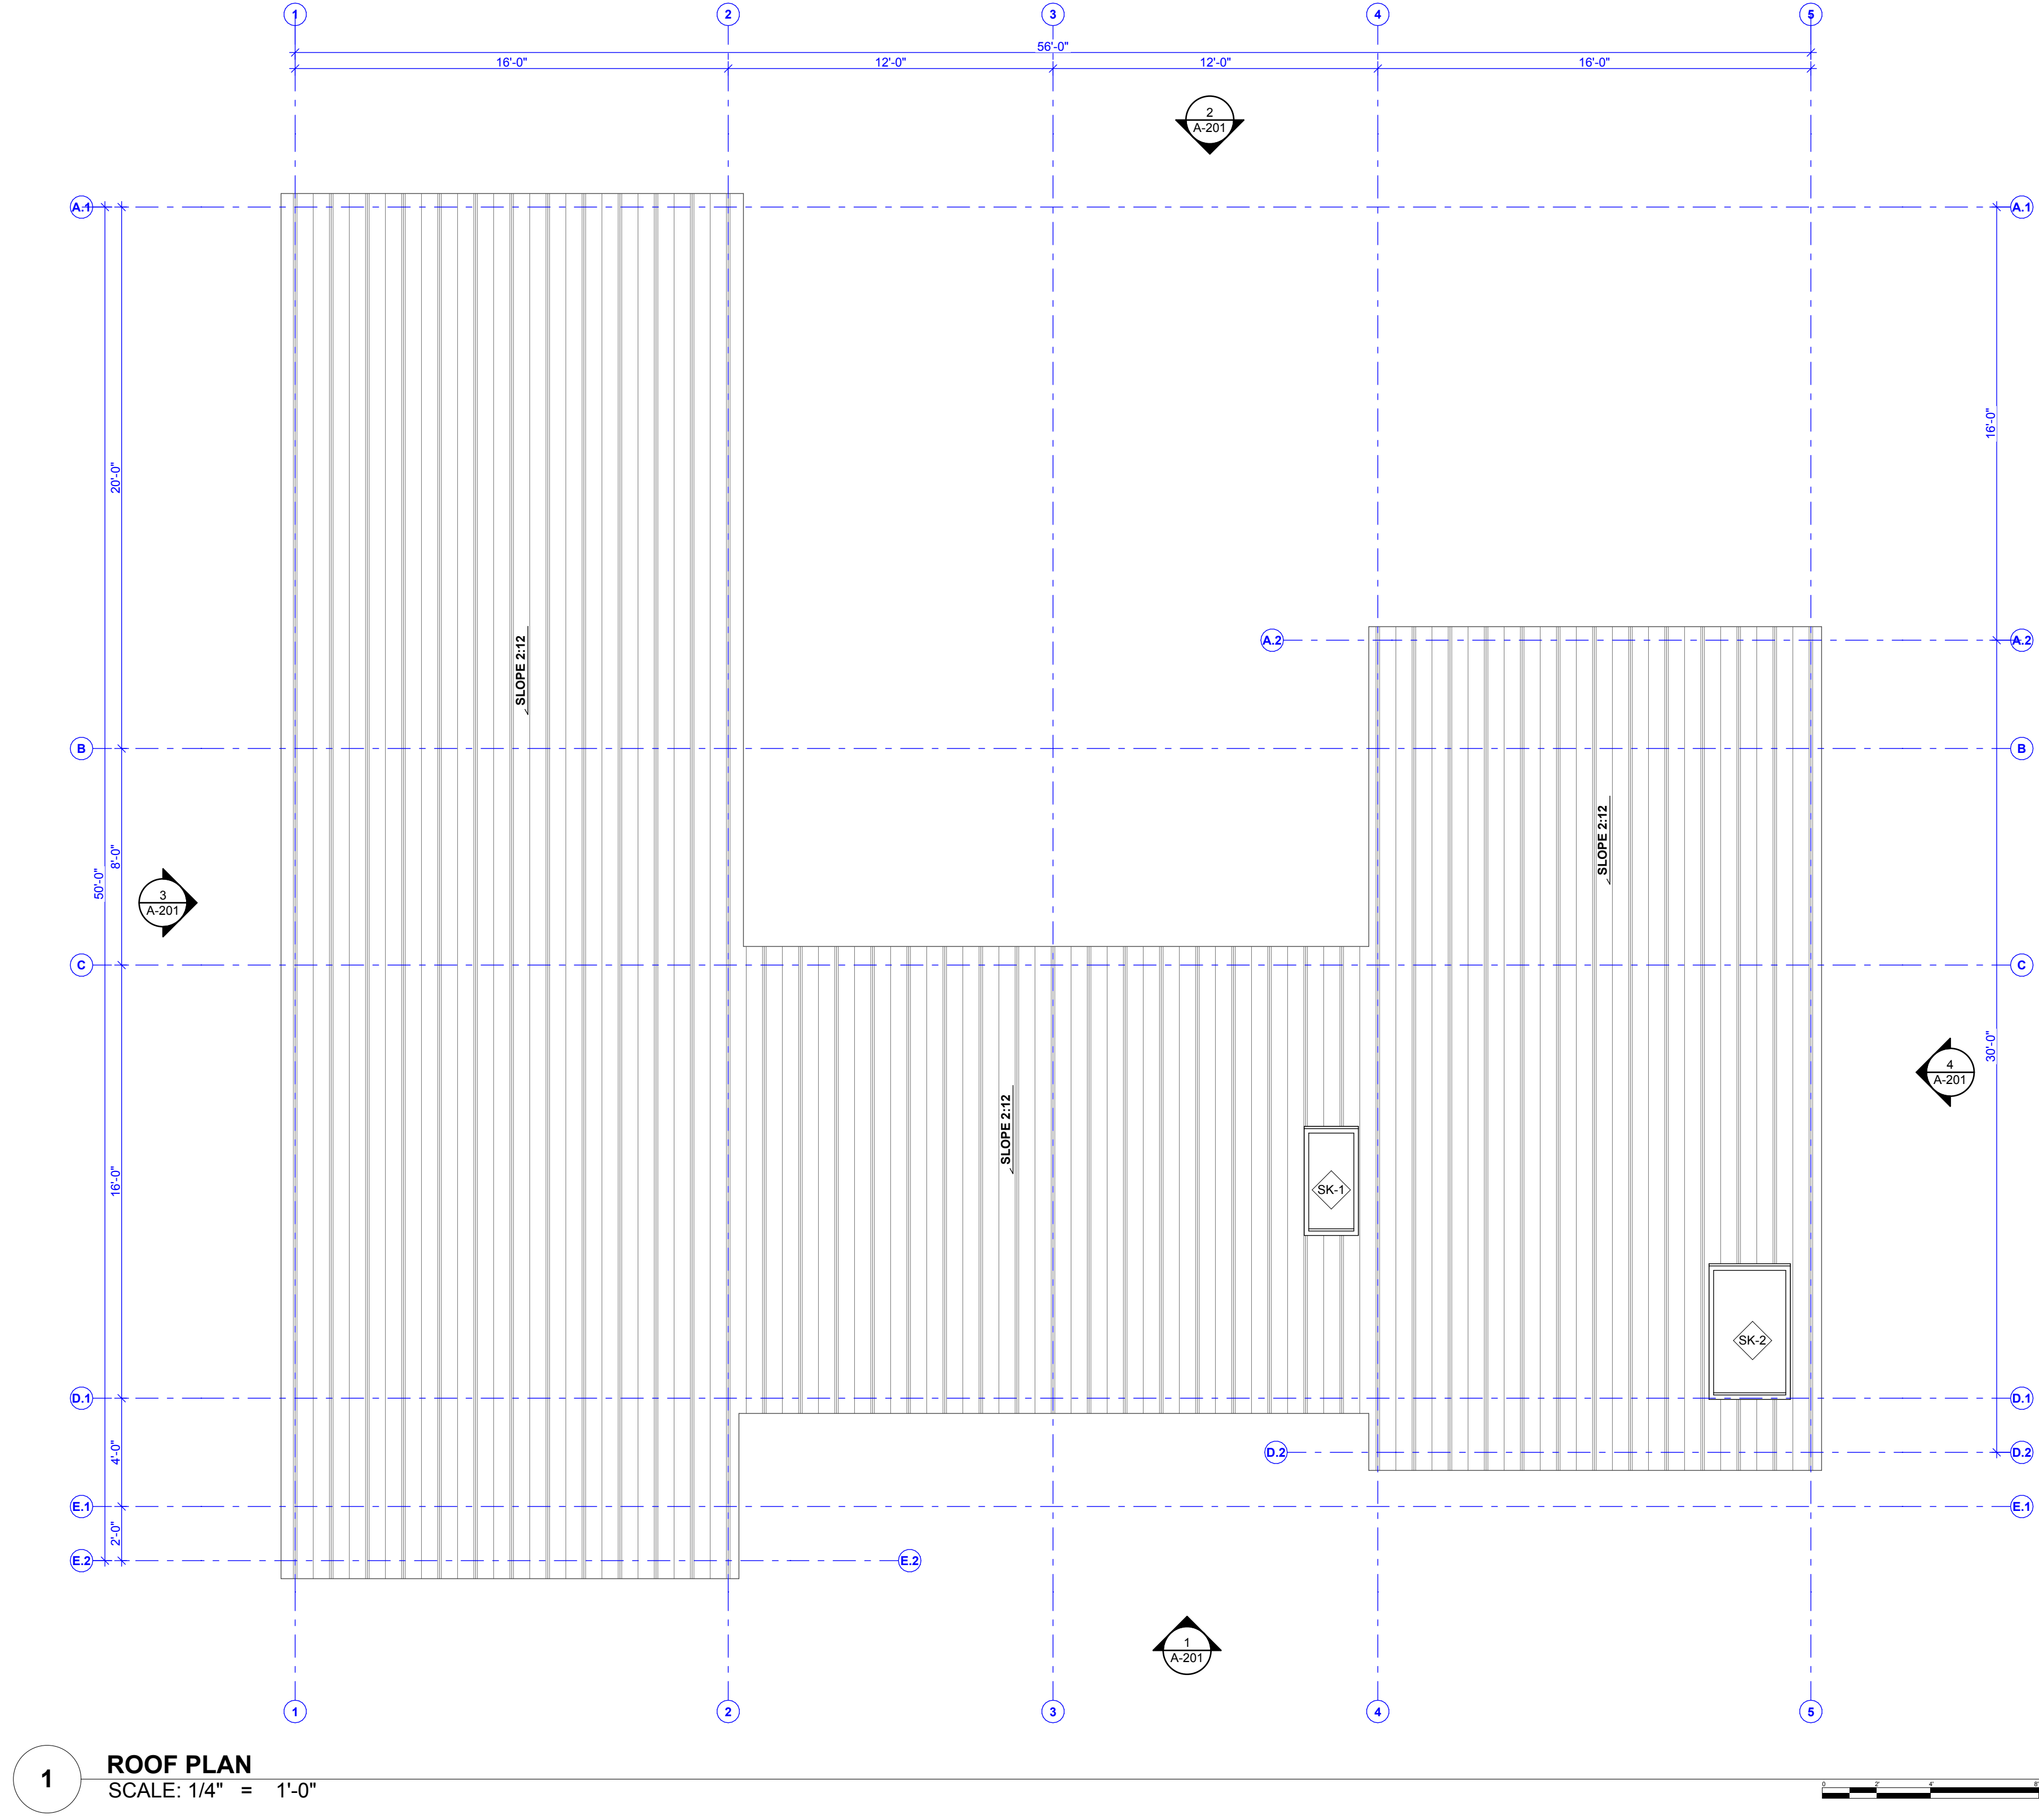 1 2 3 4 5
56'-0"
16'-0" 12'-0" 12'-0" 16'-0"
2
A-201
A.1 A.1
16'-0"
20'-0"
SLOPE 2:12
A.2 A.2
B B
SLOPE 2:12
8'-0"
50'-0"
3
A-201
C C
30'-0"
4
A-201
SLOPE 2:12
16'-0"
SK-1
SK-2
D.1 D.1
4'-0"
D.2 D.2
E.1 E.1
2'-0"
E.2 E.2
1
A-201
1 2 3 4 5
1
ROOF PLAN
SCALE: 1/4" = 1'-0"
0 2' 4' 8'